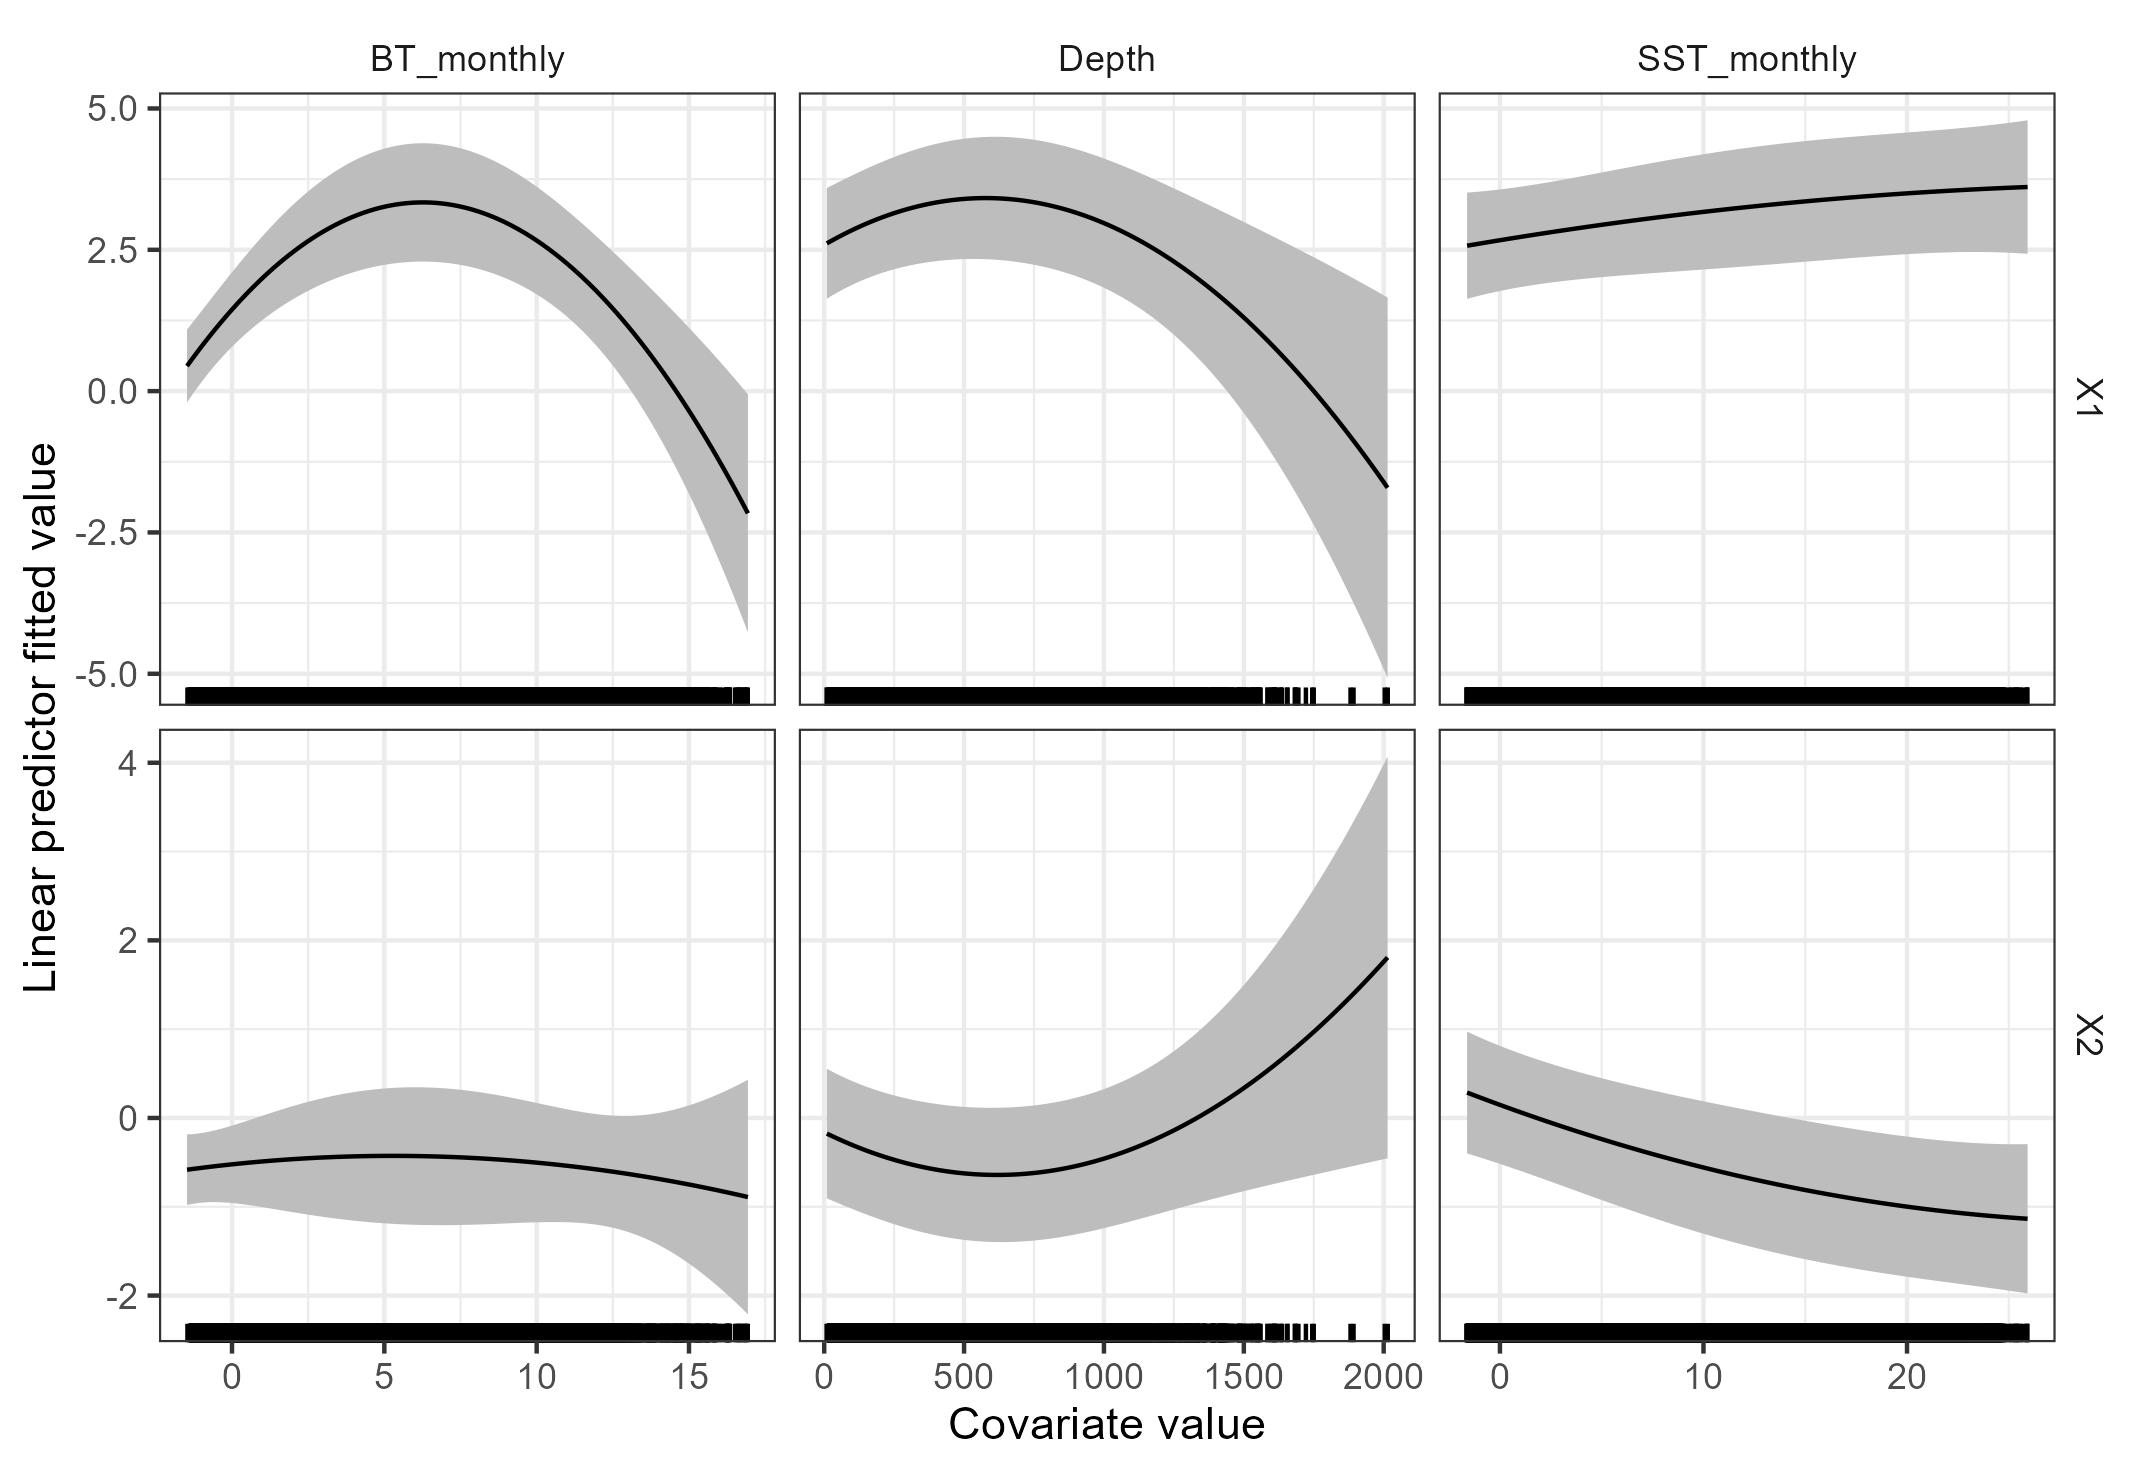 BT_monthly Depth SST_monthly
5.0
2.5
0.0
-2.5
-5.0
X1
Linear predictor fitted value
4
2
0
-2
X2
0 5 10 15 0 500 1000 1500 2000 0 10 20
Covariate value